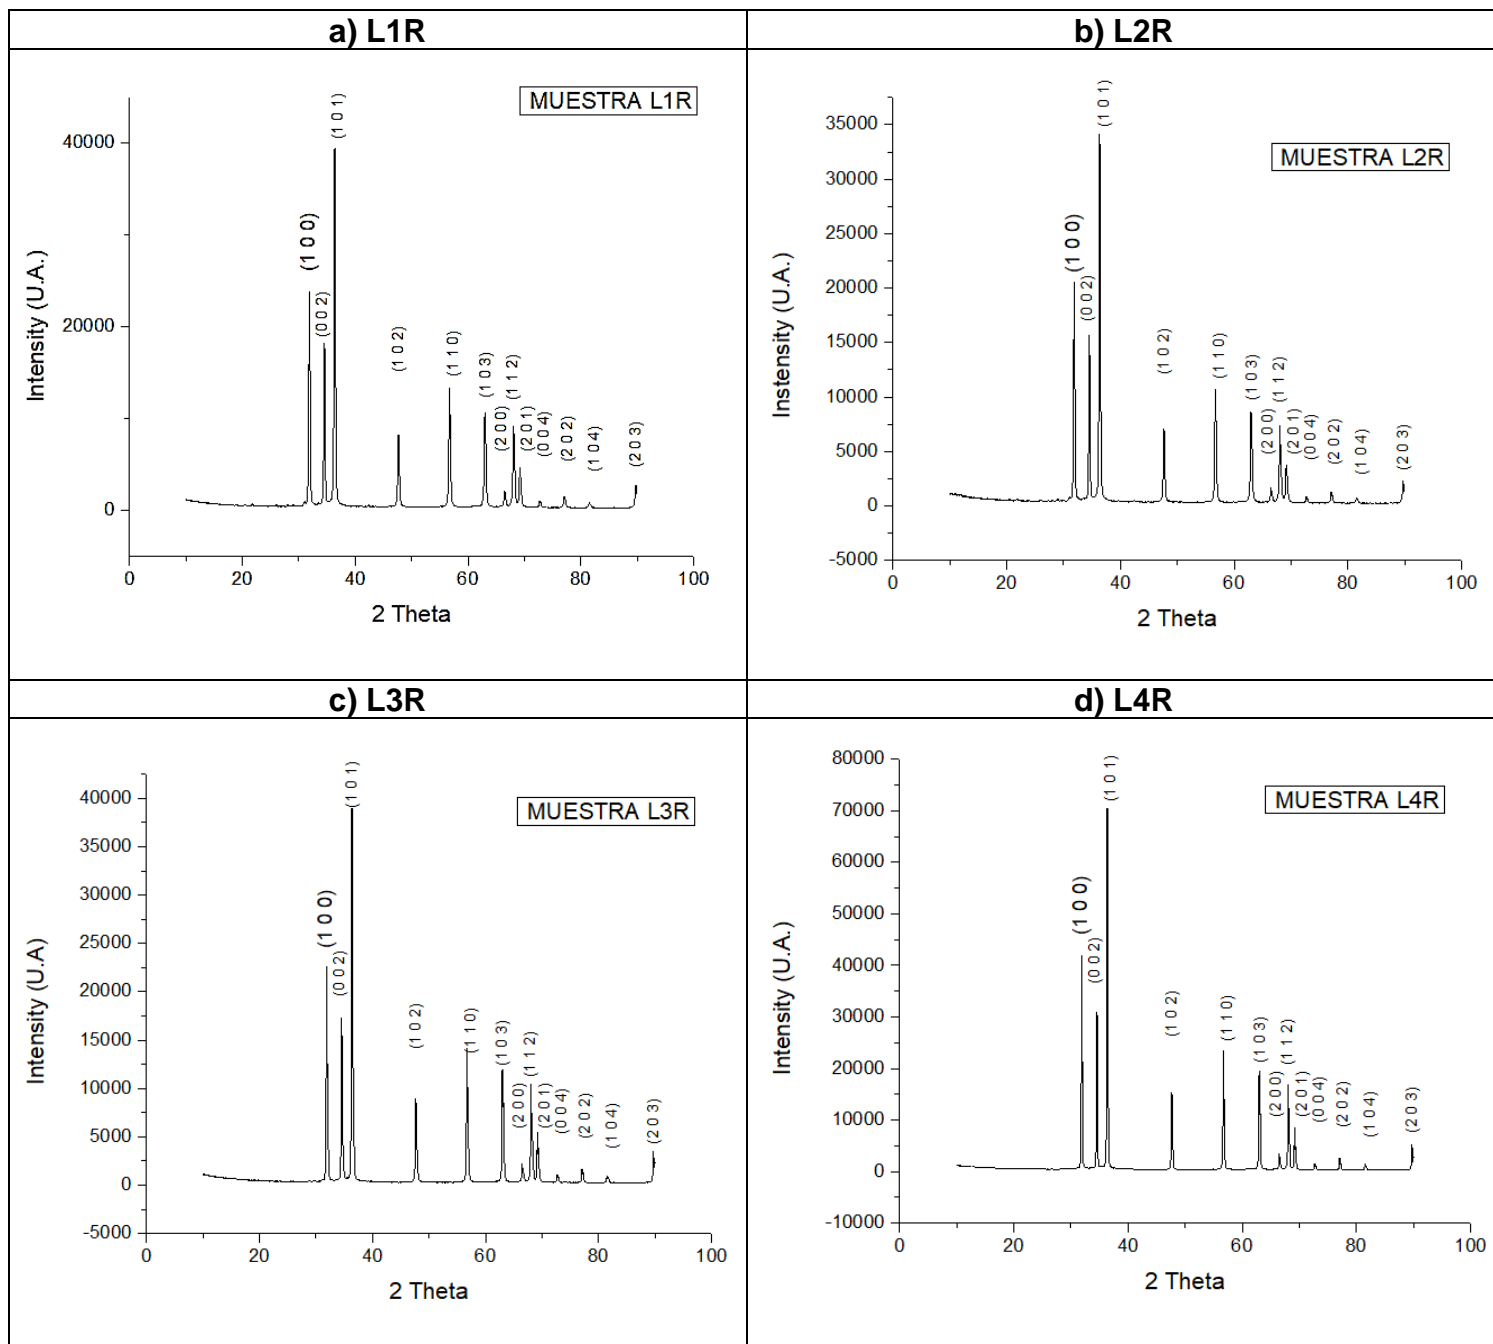 a) L1R
MUESTRA L1R
Intensity (U.A.)
40000
20000
0
(1 0 0)
(0 0 2)
(1 0 1)
(1 0 2)
(1 1 0)
(1 0 3)
(2 0 0)
(1 1 2)
(2 0 1)
(0 0 4)
(2 0 2)
(1 0 4)
(2 0 3)
0 20 40 60 80 100
2 Theta
b) L2R
MUESTRA L2R
Instensity (U.A.)
35000
30000
25000
20000
15000
10000
5000
0
-5000
(1 0 0)
(0 0 2)
(1 0 1)
(1 0 2)
(1 1 0)
(1 0 3)
(2 0 0)
(1 1 2)
(2 0 1)
(0 0 4)
(2 0 2)
(1 0 4)
(2 0 3)
0 20 40 60 80 100
2 Theta
c) L3R
MUESTRA L3R
Intensity (U.A)
40000
35000
30000
25000
20000
15000
10000
5000
0
-5000
(1 0 0)
(0 0 2)
(1 0 1)
(1 0 2)
(1 1 0)
(1 0 3)
(2 0 0)
(1 1 2)
(2 0 1)
(0 0 4)
(2 0 2)
(1 0 4)
(2 0 3)
0 20 40 60 80 100
2 Theta
d) L4R
MUESTRA L4R
Intensity (U.A.)
80000
70000
60000
50000
40000
30000
20000
10000
0
-10000
(1 0 0)
(0 0 2)
(1 0 1)
(1 0 2)
(1 1 0)
(1 0 3)
(2 0 0)
(1 1 2)
(2 0 1)
(0 0 4)
(2 0 2)
(1 0 4)
(2 0 3)
0 20 40 60 80 100
2 Theta